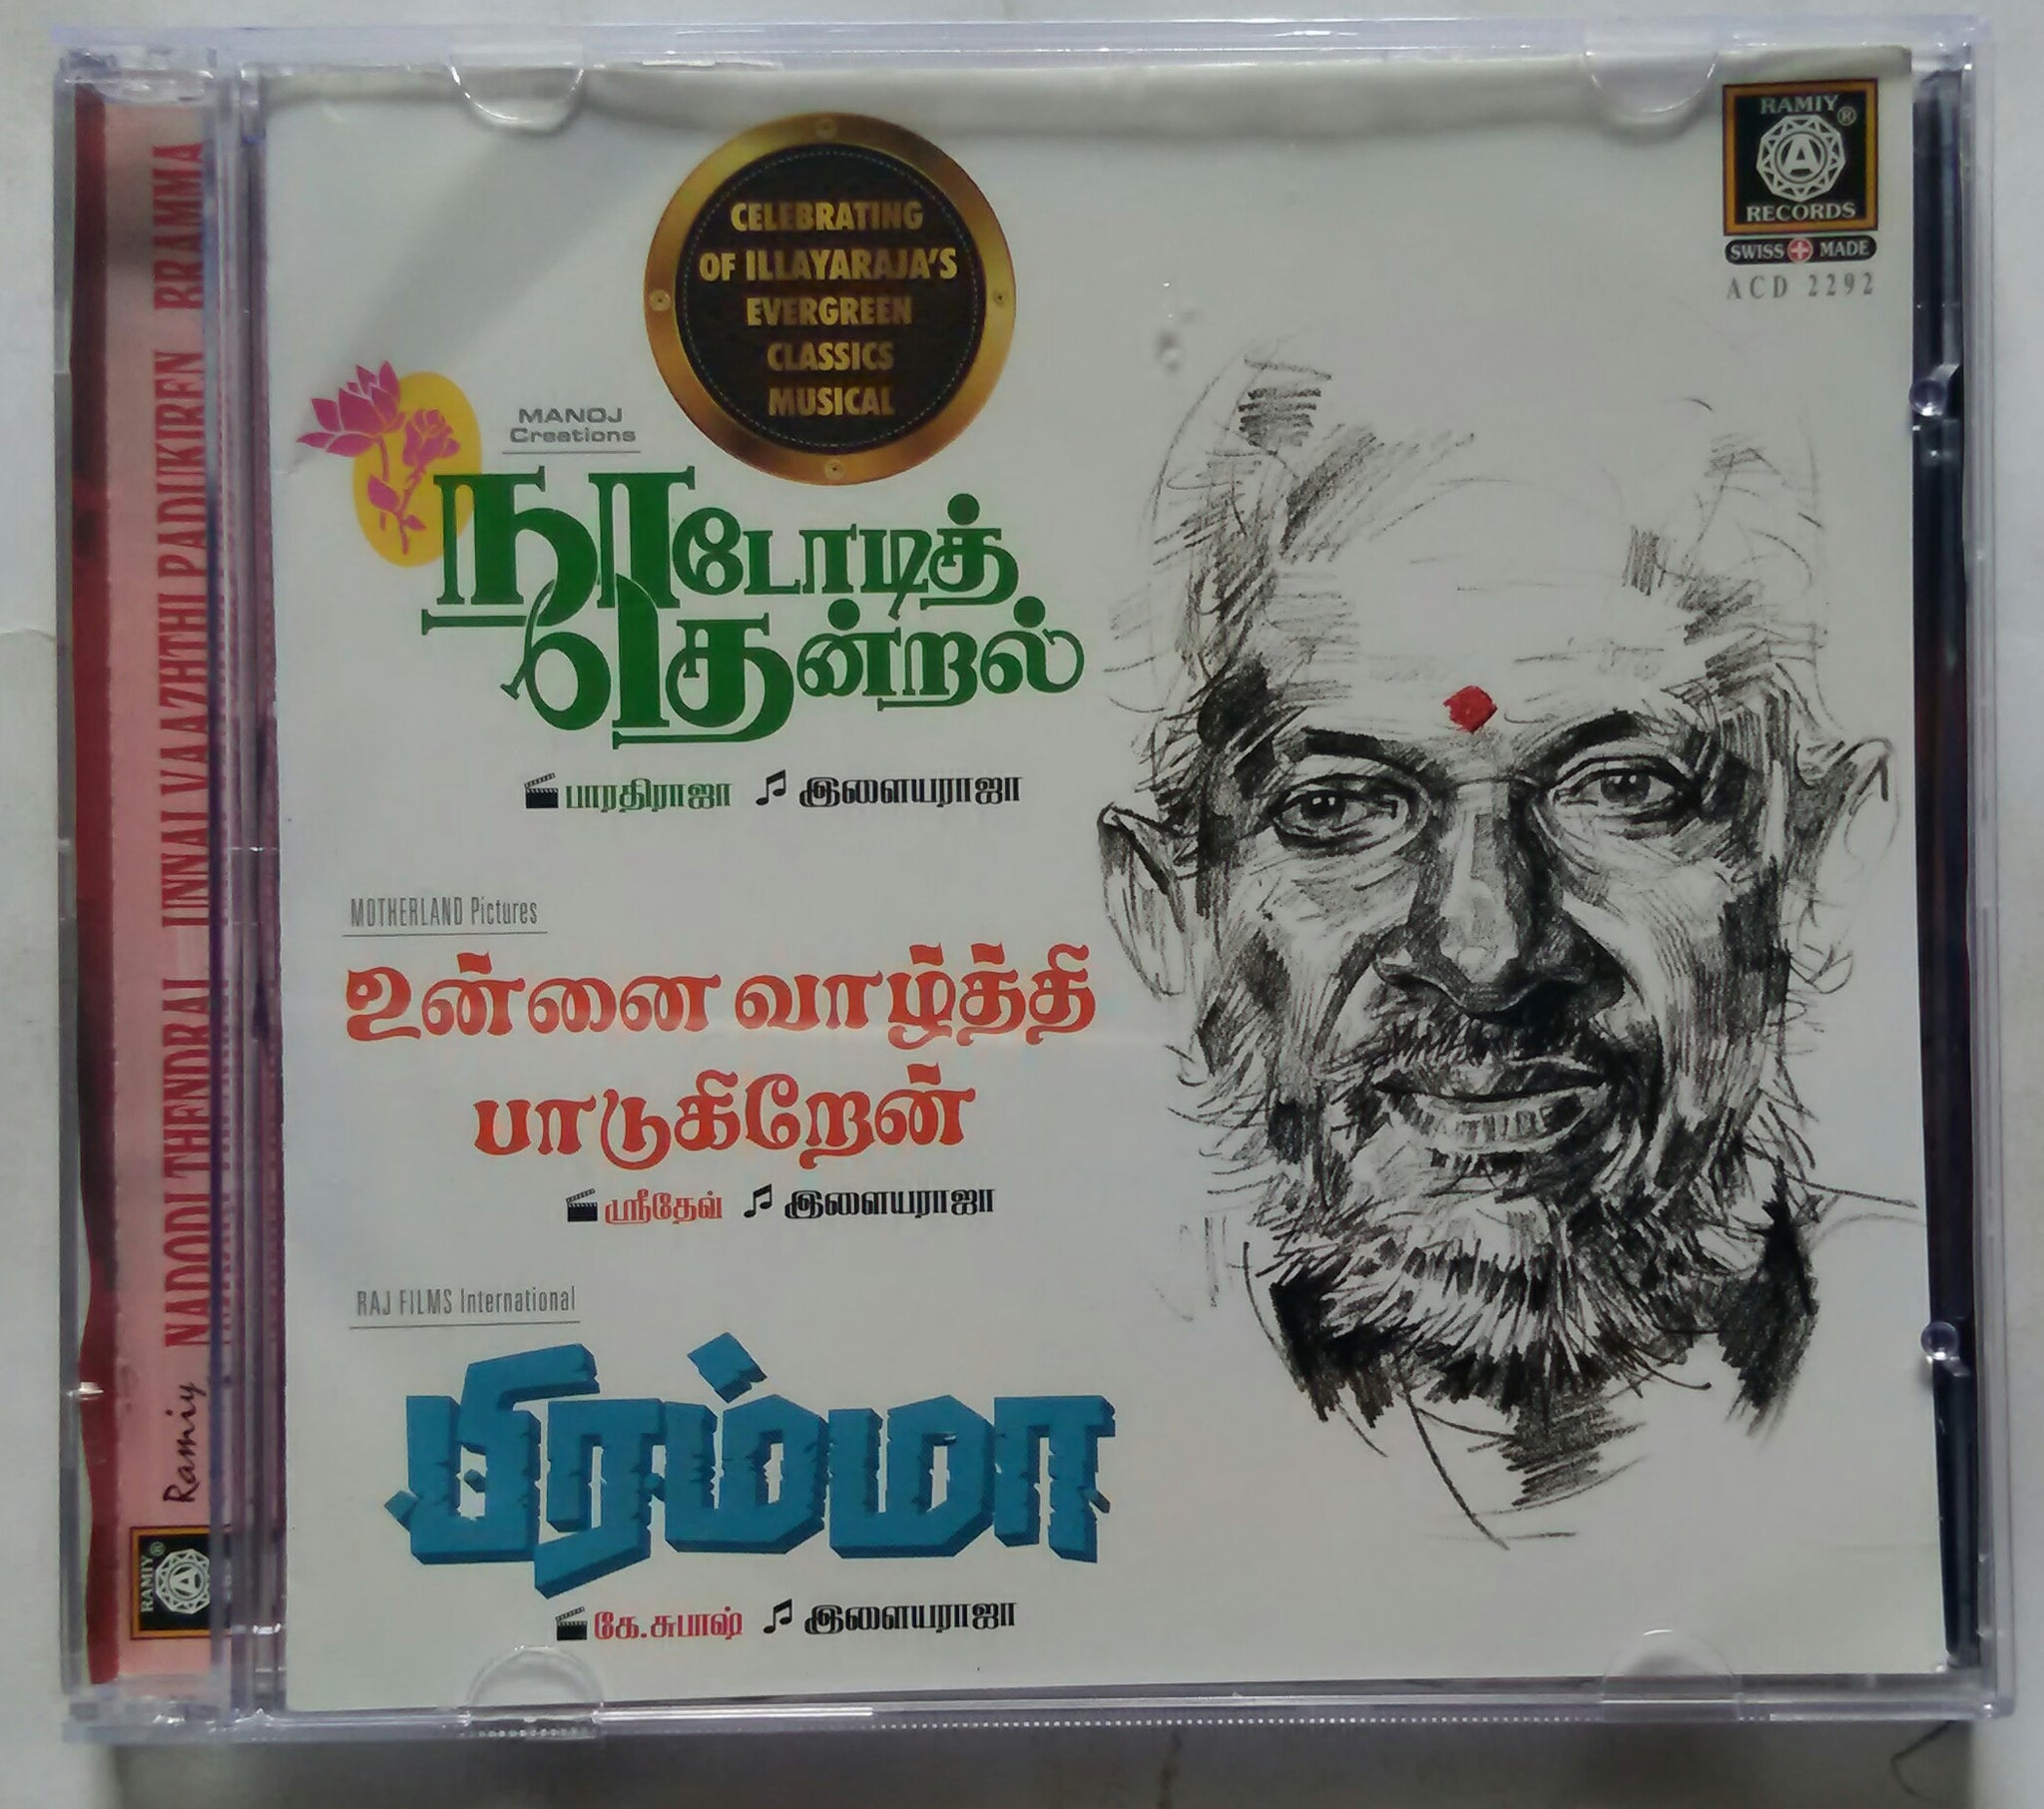 RAMIY ®
A
RECORDS
SWISS MADE
ACD 2292
CELEBRATING
OF ILLAYARAJA'S
EVERGREEN
CLASSICS
MUSICAL
MANOJ
Creations
நாடோடித்
தென்றல்
பாரதிராஜா இளையராஜா
MOTHERLAND Pictures
உன்னை வாழ்த்தி
பாடுகிறேன்
ஸ்ரீதேவ் இளையராஜா
RAJ FILMS International
பிரம்மா
கே.சுபாஷ் இளையராஜா
RAMIY ® A Ramiy NADODI THENDRAL UNNAI VAAZHTHI PADUKIREN BRAMMA